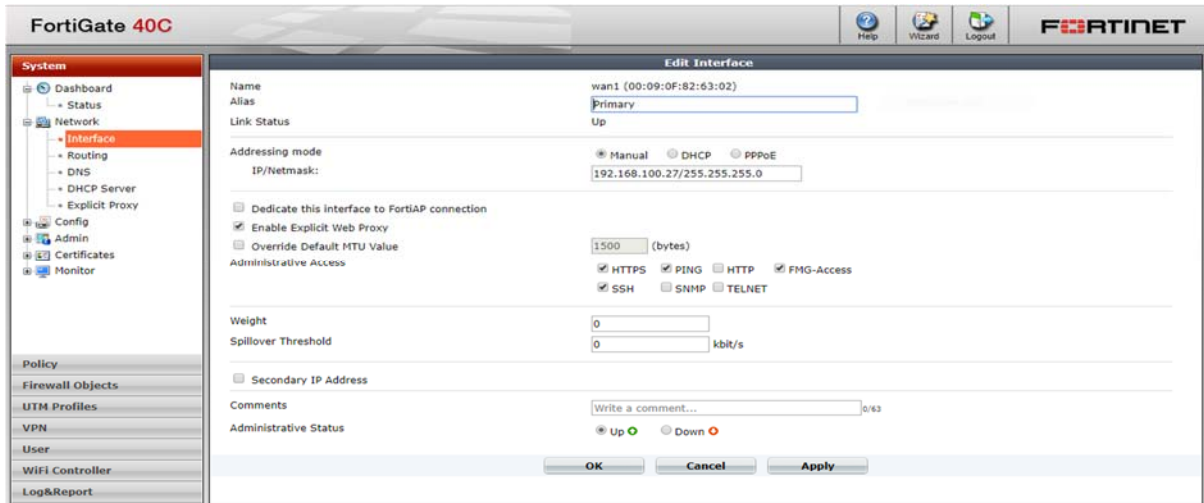 FortiGate 40C
Help
Wizard
Logout
FORTINET
System
Dashboard
Status
Network
Interface
Routing
DNS
DHCP Server
Explicit Proxy
Config
Admin
Certificates
Monitor
Policy
Firewall Objects
UTM Profiles
VPN
User
WiFi Controller
Log&Report
Edit Interface
Name wan1 (00:09:0F:82:63:02)
Alias Primary
Link Status Up
Addressing mode Manual DHCP PPPoE
IP/Netmask: 192.168.100.27/255.255.255.0
Dedicate this interface to FortiAP connection
Enable Explicit Web Proxy
Override Default MTU Value 1500 (bytes)
Administrative Access HTTPS PING HTTP FMG-Access
SSH SNMP TELNET
Weight 0
Spillover Threshold 0 kbit/s
Secondary IP Address
Comments Write a comment... 0/63
Administrative Status Up Down
OK Cancel Apply